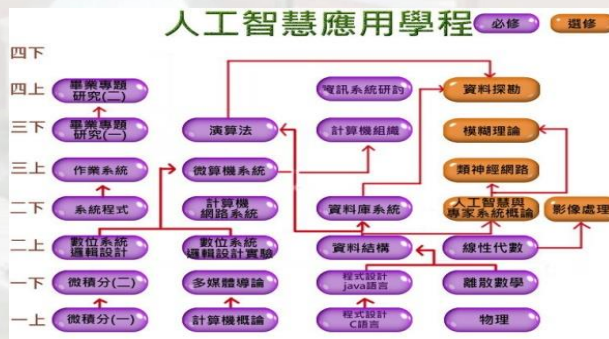 人工智慧應用學程
必修
選修
四下
四上
畢業專題
研究(二)
資訊系統研討
資料探勘
三下
畢業專題
研究(一)
演算法
計算機組織
模糊理論
三上
作業系統
微算機系統
類神經網路
二下
系統程式
計算機
網路系統
資料庫系統
人工智慧與
專家系統概論
影像處理
二上
數位系統
邏輯設計
數位系統
邏輯設計實驗
資料結構
線性代數
一下
微積分(二)
多媒體導論
程式設計
java語言
離散數學
一上
微積分(一)
計算機概論
程式設計
C語言
物理